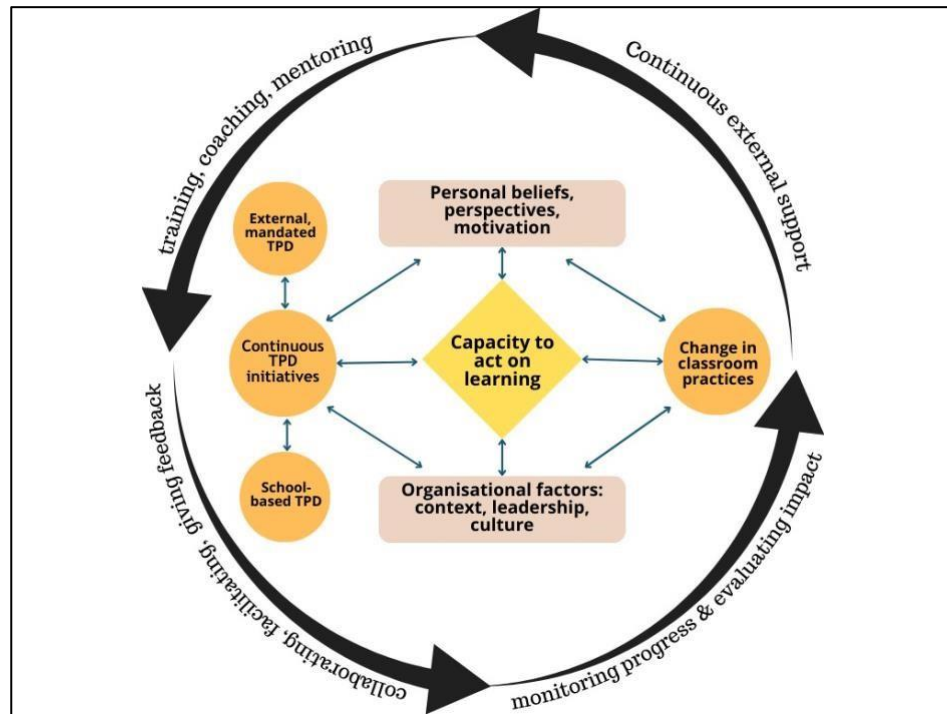 training, coaching, mentoring
Continuous external support
External,
mandated TPD
Personal beliefs,
perspectives,
motivation
Continuous
TPD
initiatives
Capacity to
act on
learning
Change in
classroom
practices
School-
based TPD
Organisational factors:
context, leadership,
culture
collaborating, facilitating, giving feedback
monitoring progress & evaluating impact